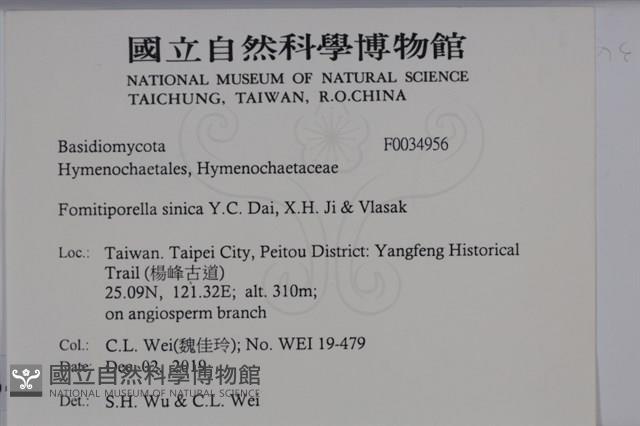 國立自然科學博物館
NATIONAL MUSEUM OF NATURAL SCIENCE
TAICHUNG, TAIWAN, R.O.CHINA
Basidiomycota F0034956
Hymenochaetales, Hymenochaetaceae
Fomitiporella sinica Y.C. Dai, X.H. Ji & Vlasak
Loc.: Taiwan. Taipei City, Peitou District: Yangfeng Historical
Trail (楊峰古道)
25.09N, 121.32E; alt. 310m;
on angiosperm branch
Col.: C.L. Wei(魏佳玲); No. WEI 19-479
Date: Dec. 02, 2019
國立自然科學博物館
NATIONAL MUSEUM OF NATURAL SCIENCE
Det.: S.H. Wu & C.L. Wei